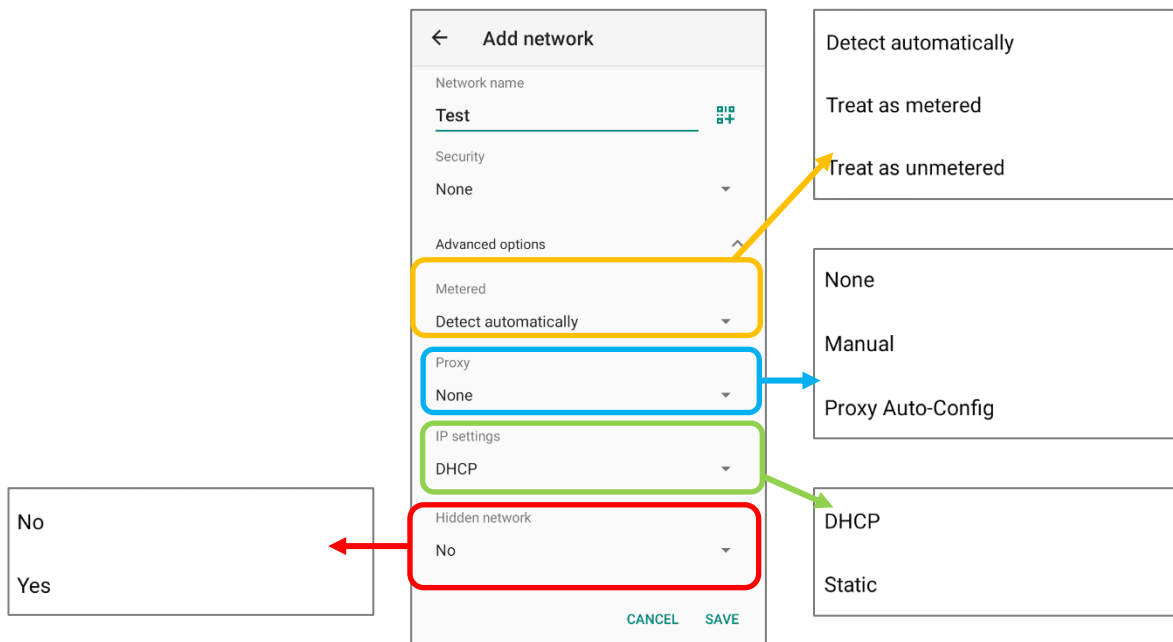 Add network
Network name
Test
Security
None
Advanced options
Metered
Detect automatically
Proxy
None
IP settings
DHCP
Hidden network
No
CANCEL SAVE
Detect automatically
Treat as metered
Treat as unmetered
None
Manual
Proxy Auto-Config
DHCP
Static
No
Yes